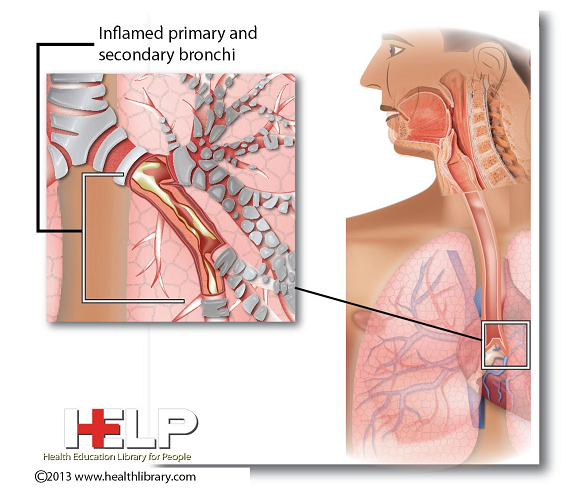 Inflamed primary and
secondary bronchi
HELP
Health Education Library for People
©2013 www.healthlibrary.com